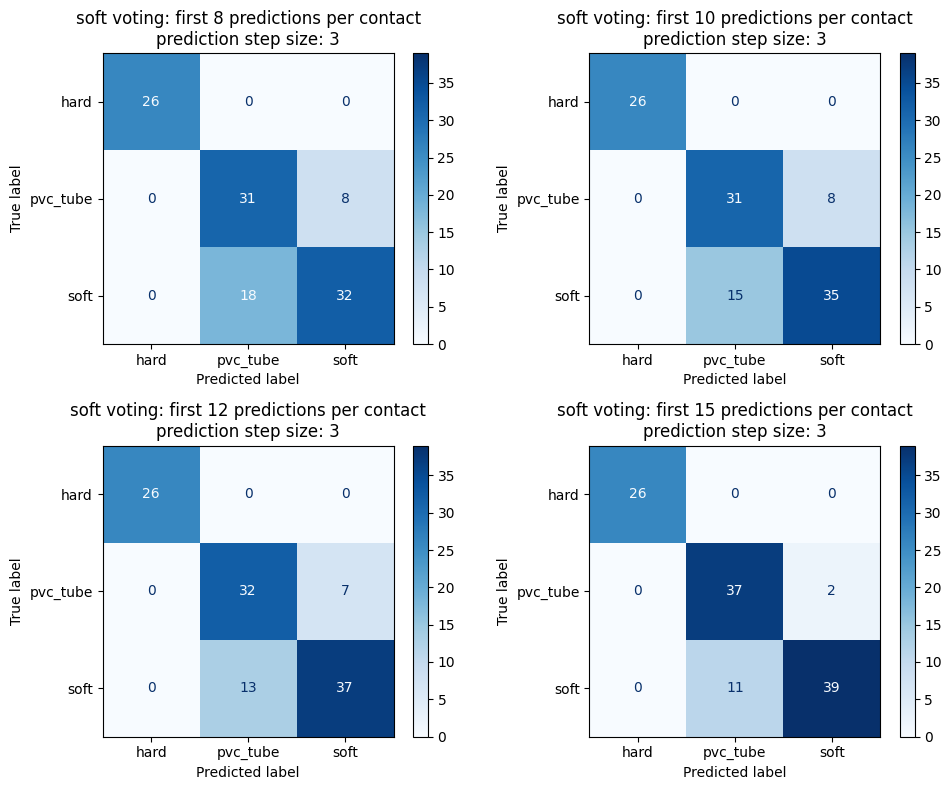 soft voting: first 8 predictions per contact
prediction step size: 3
hard
pvc_tube
soft
True label
26
0
0
0
31
8
0
18
32
hard
pvc_tube
soft
Predicted label
35
30
25
20
15
10
5
0
soft voting: first 10 predictions per contact
prediction step size: 3
hard
pvc_tube
soft
True label
26
0
0
0
31
8
0
15
35
hard
pvc_tube
soft
Predicted label
35
30
25
20
15
10
5
0
soft voting: first 12 predictions per contact
prediction step size: 3
hard
pvc_tube
soft
True label
26
0
0
0
32
7
0
13
37
hard
pvc_tube
soft
Predicted label
35
30
25
20
15
10
5
0
soft voting: first 15 predictions per contact
prediction step size: 3
hard
pvc_tube
soft
True label
26
0
0
0
37
2
0
11
39
hard
pvc_tube
soft
Predicted label
35
30
25
20
15
10
5
0